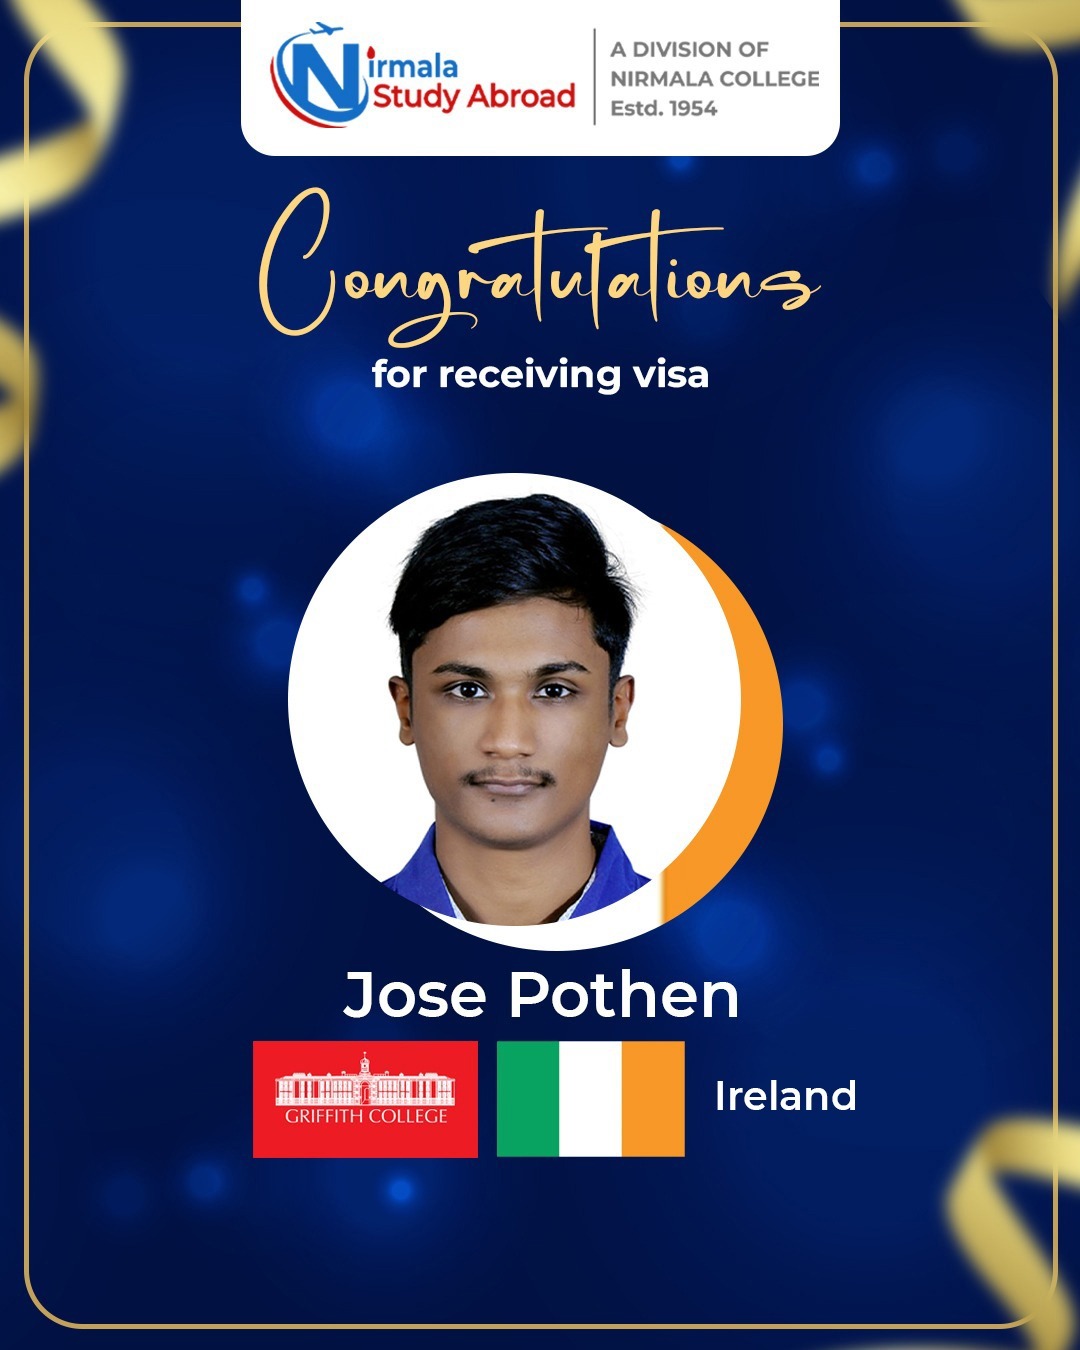 Nirmala
Study Abroad
A DIVISION OF
NIRMALA COLLEGE
Estd. 1954
Congratulations
for receiving visa
Jose Pothen
GRIFFITH COLLEGE
Ireland